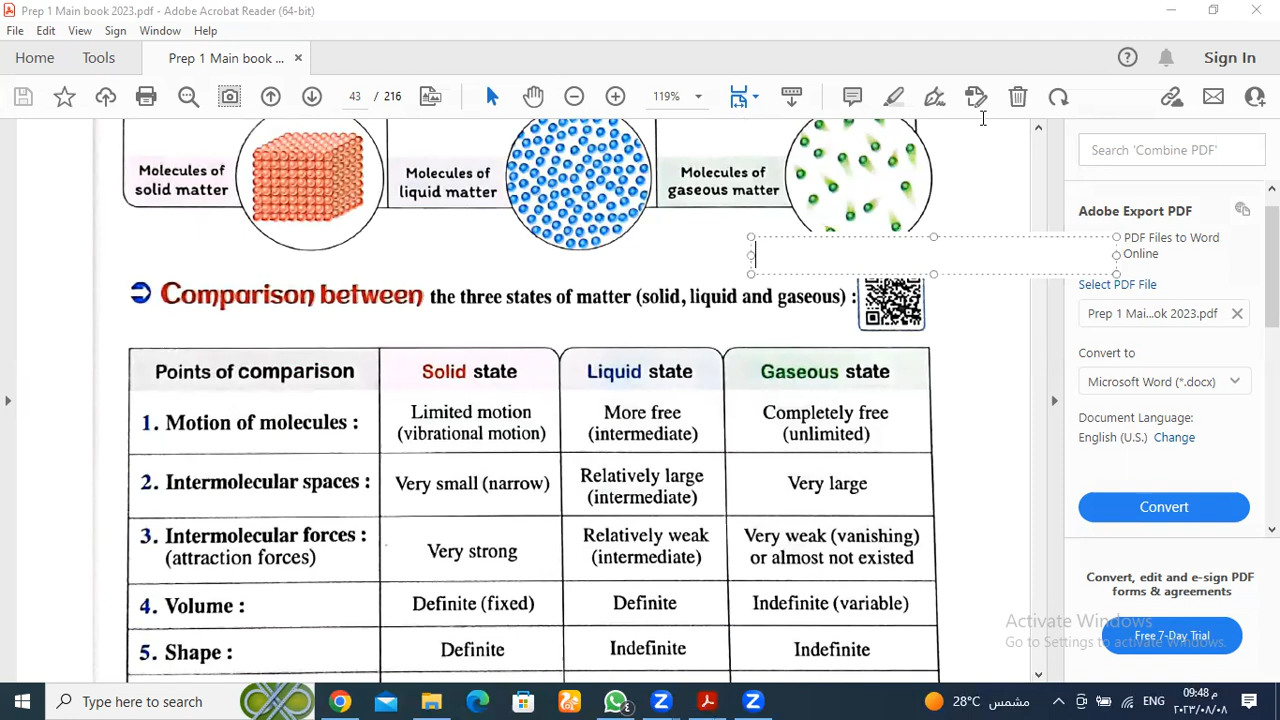 Prep 1 Main book 2023.pdf - Adobe Acrobat Reader (64-bit)
File Edit View Sign Window Help
Home Tools Prep 1 Main book ... × Sign In
43 / 216 119%
Molecules of
solid matter
Molecules of
liquid matter
Molecules of
gaseous matter
Comparison between the three states of matter (solid, liquid and gaseous) :
Points of comparison Solid state Liquid state Gaseous state
1. Motion of molecules : Limited motion (vibrational motion) More free (intermediate) Completely free (unlimited)
2. Intermolecular spaces : Very small (narrow) Relatively large (intermediate) Very large
3. Intermolecular forces : (attraction forces) Very strong Relatively weak (intermediate) Very weak (vanishing) or almost not existed
4. Volume : Definite (fixed) Definite Indefinite (variable)
5. Shape : Definite Indefinite Indefinite
Search 'Combine PDF'
Adobe Export PDF
PDF Files to Word
Online
Select PDF File
Prep 1 Mai...ok 2023.pdf
Convert to
Microsoft Word (*.docx)
Document Language:
English (U.S.) Change
Convert
Convert, edit and e-sign PDF
forms & agreements
Free 7-Day Trial
Activate Windows
Go to Settings to activate Windows.
Type here to search
28°C مشمس
ENG
09:48 م
٢٠٢٣/٠٨/٠٨